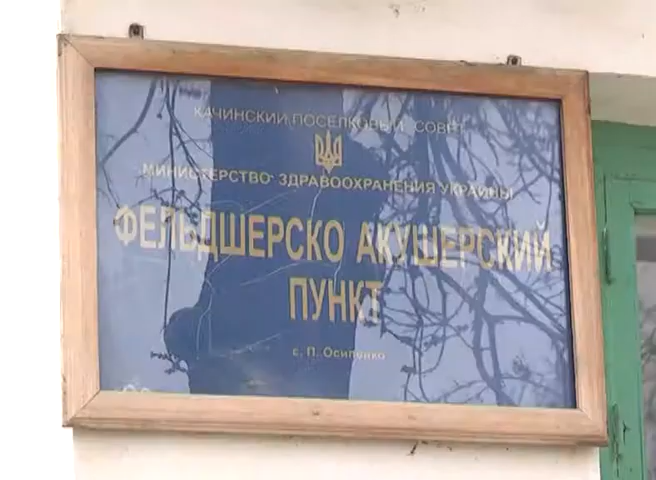 КАЧИНСКИЙ ПОСЕЛКОВЫЙ СОВЕТ
МИНИСТЕРСТВО ЗДРАВООХРАНЕНИЯ УКРАИНЫ
ФЕЛЬДШЕРСКО АКУШЕРСКИЙ
ПУНКТ
с. П. Осипенко